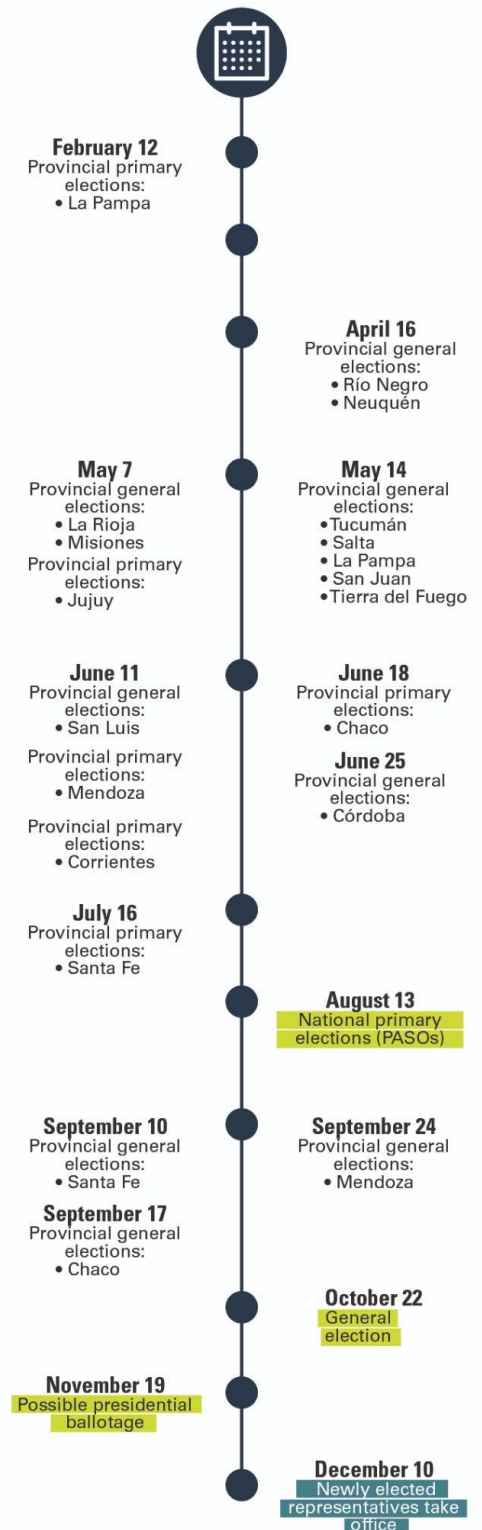 February 12
Provincial primary
elections:
• La Pampa
April 16
Provincial general
elections:
• Río Negro
• Neuquén
May 7
Provincial general
elections:
• La Rioja
• Misiones
Provincial primary
elections:
• Jujuy
May 14
Provincial general
elections:
•Tucumán
• Salta
• La Pampa
• San Juan
•Tierra del Fuego
June 11
Provincial general
elections:
• San Luis
Provincial primary
elections:
• Mendoza
Provincial primary
elections:
• Corrientes
June 18
Provincial primary
elections:
• Chaco
June 25
Provincial general
elections:
• Córdoba
July 16
Provincial primary
elections:
• Santa Fe
August 13
National primary
elections (PASOs)
September 10
Provincial general
elections:
• Santa Fe
September 17
Provincial general
elections:
• Chaco
September 24
Provincial general
elections:
• Mendoza
October 22
General
election
November 19
Possible presidential
ballotage
December 10
Newly elected
representatives take
office